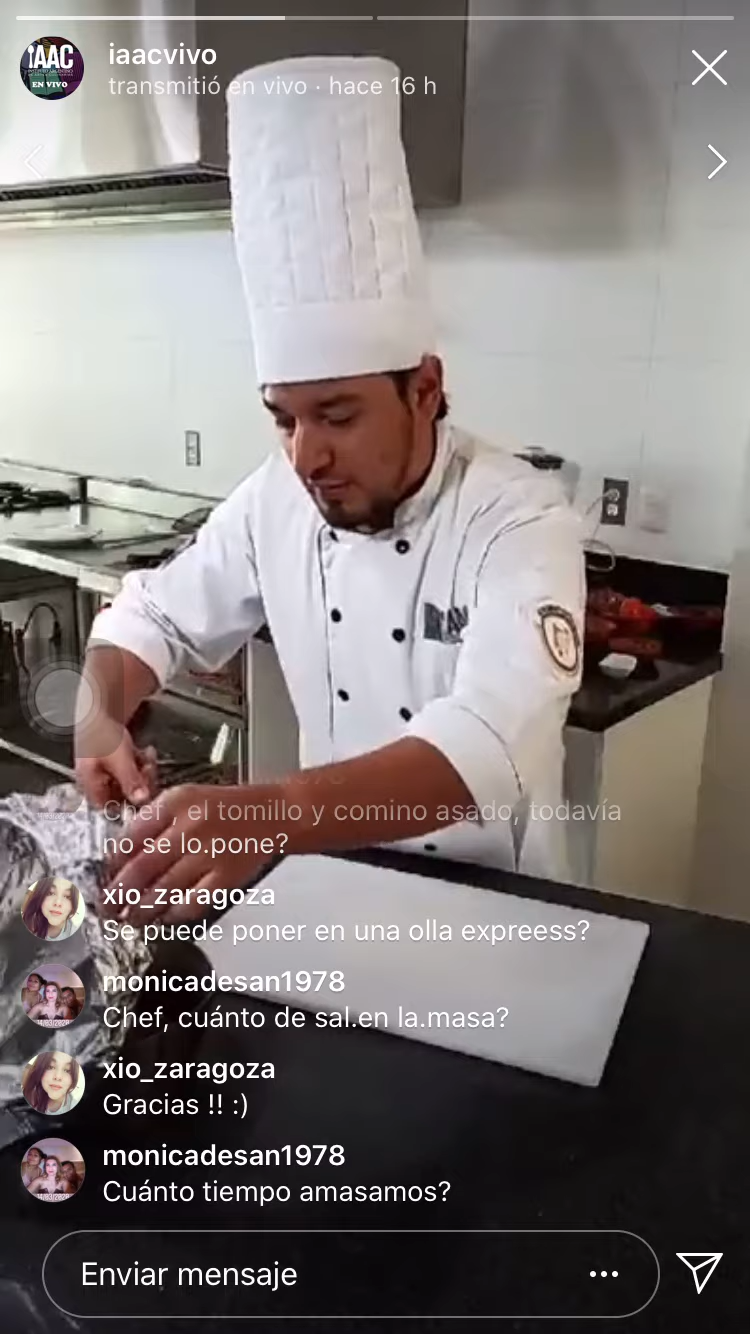 iAAC
EN VIVO
iaacvivo
transmitió en vivo · hace 16 h
Chef , el tomillo y comino asado, todavía
no se lo.pone?
xio_zaragoza
Se puede poner en una olla expreess?
monicadesan1978
Chef, cuánto de sal.en la.masa?
xio_zaragoza
Gracias !! :)
monicadesan1978
Cuánto tiempo amasamos?
Enviar mensaje